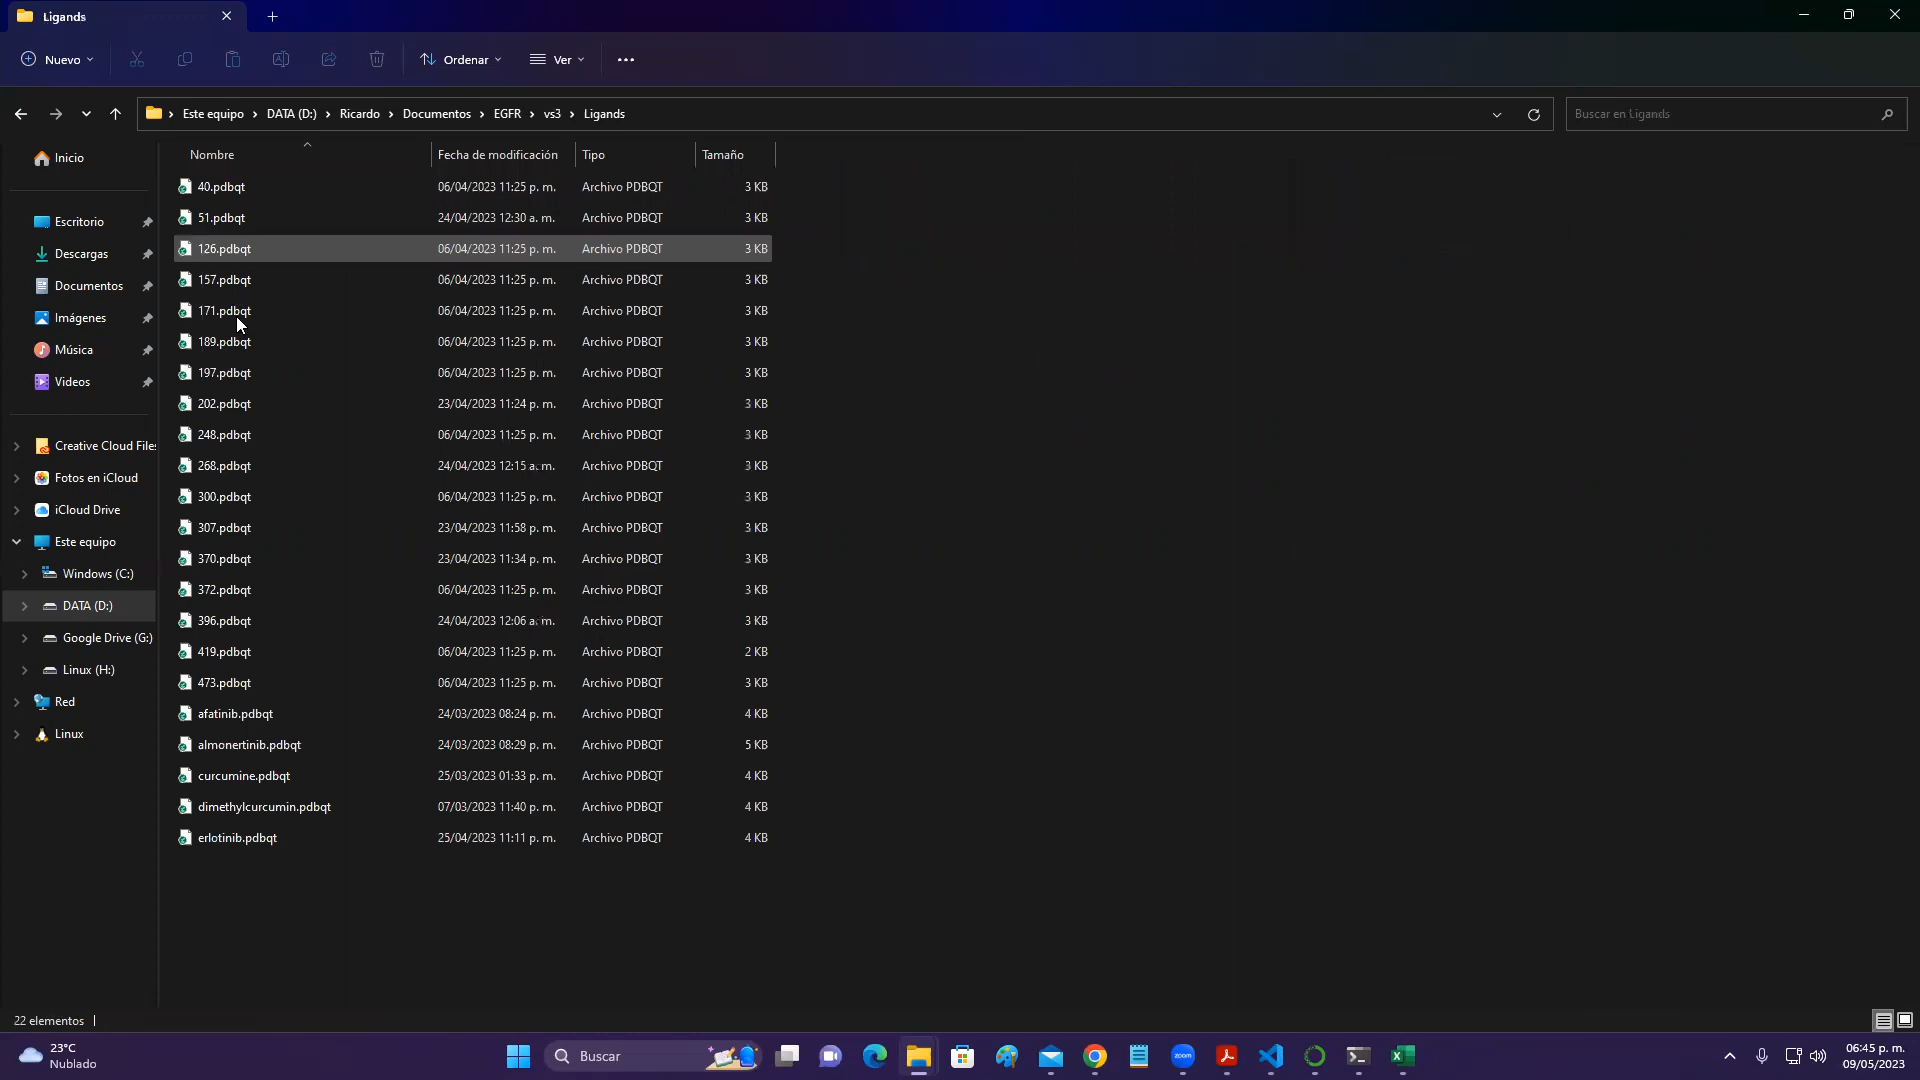 Ligands
Nuevo
Ordenar
Ver
Este equipo
DATA (D:)
Ricardo
Documentos
EGFR
vs3
Ligands
Buscar en Ligands
Nombre Fecha de modificación Tipo Tamaño
40.pdbqt 06/04/2023 11:25 p. m. Archivo PDBQT 3 KB
51.pdbqt 24/04/2023 12:30 a. m. Archivo PDBQT 3 KB
126.pdbqt 06/04/2023 11:25 p. m. Archivo PDBQT 3 KB
157.pdbqt 06/04/2023 11:25 p. m. Archivo PDBQT 3 KB
171.pdbqt 06/04/2023 11:25 p. m. Archivo PDBQT 3 KB
189.pdbqt 06/04/2023 11:25 p. m. Archivo PDBQT 3 KB
197.pdbqt 06/04/2023 11:25 p. m. Archivo PDBQT 3 KB
202.pdbqt 23/04/2023 11:24 p. m. Archivo PDBQT 3 KB
248.pdbqt 06/04/2023 11:25 p. m. Archivo PDBQT 3 KB
268.pdbqt 24/04/2023 12:15 a. m. Archivo PDBQT 3 KB
300.pdbqt 06/04/2023 11:25 p. m. Archivo PDBQT 3 KB
307.pdbqt 23/04/2023 11:58 p. m. Archivo PDBQT 3 KB
370.pdbqt 23/04/2023 11:34 p. m. Archivo PDBQT 3 KB
372.pdbqt 06/04/2023 11:25 p. m. Archivo PDBQT 3 KB
396.pdbqt 24/04/2023 12:06 a. m. Archivo PDBQT 3 KB
419.pdbqt 06/04/2023 11:25 p. m. Archivo PDBQT 2 KB
473.pdbqt 06/04/2023 11:25 p. m. Archivo PDBQT 3 KB
afatinib.pdbqt 24/03/2023 08:24 p. m. Archivo PDBQT 4 KB
almonertinib.pdbqt 24/03/2023 08:29 p. m. Archivo PDBQT 5 KB
curcumine.pdbqt 25/03/2023 01:33 p. m. Archivo PDBQT 4 KB
dimethylcurcumin.pdbqt 07/03/2023 11:40 p. m. Archivo PDBQT 4 KB
erlotinib.pdbqt 25/04/2023 11:11 p. m. Archivo PDBQT 4 KB
Inicio
Escritorio
Descargas
Documentos
Imágenes
Música
Videos
Creative Cloud Files
Fotos en iCloud
iCloud Drive
Este equipo
Windows (C:)
DATA (D:)
Google Drive (G:)
Linux (H:)
Red
Linux
22 elementos
23°C
Nublado
Buscar
zoom
06:45 p. m.
09/05/2023